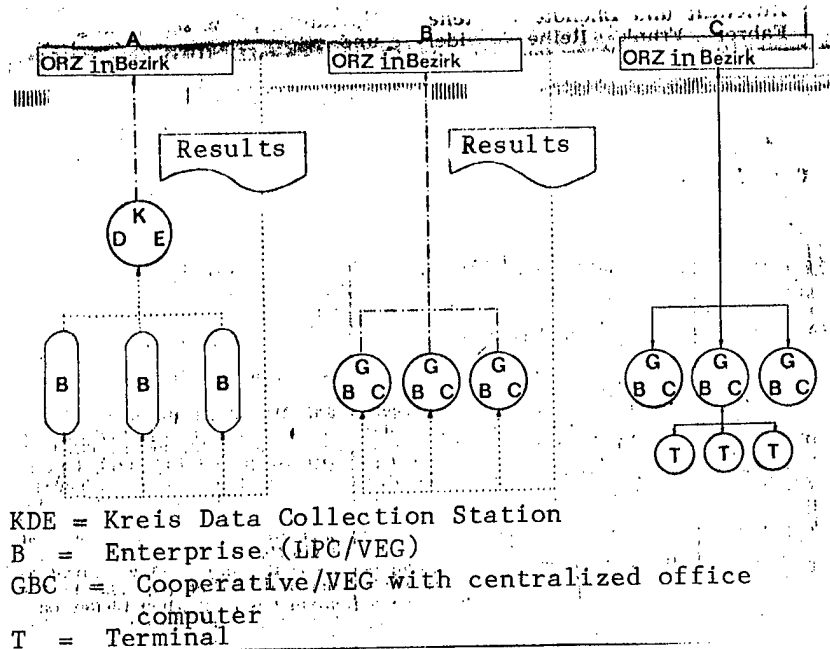 A B C
ORZ in Bezirk ORZ in Bezirk ORZ in Bezirk
Results Results
K
D E
B B B
G G G
B C B C B C
G G G
B C B C B C
T T T
KDE = Kreis Data Collection Station
B = Enterprise (LPC/VEG)
GBC = Cooperative/VEG with centralized office
computer
T = Terminal